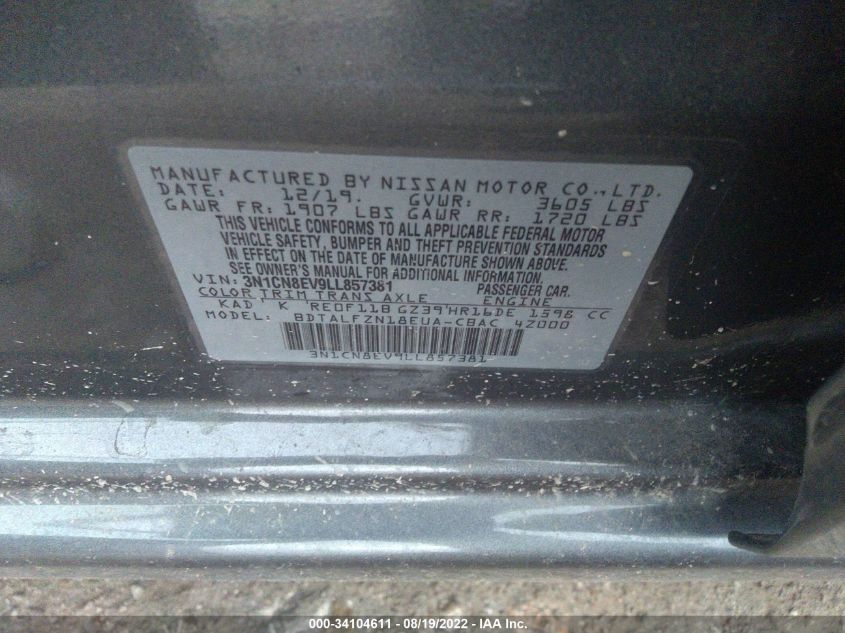 MANUFACTURED BY NISSAN MOTOR CO.,LTD.
DATE: 12/19. GVWR: 3605 LBS
GAWR FR: 1907 LBS GAWR RR: 1720 LBS
THIS VEHICLE CONFORMS TO ALL APPLICABLE FEDERAL MOTOR
VEHICLE SAFETY, BUMPER AND THEFT PREVENTION STANDARDS
IN EFFECT ON THE DATE OF MANUFACTURE SHOWN ABOVE.
SEE OWNER'S MANUAL FOR ADDITIONAL INFORMATION.
VIN: 3N1CN8EV9LL857381 PASSENGER CAR.
COLOR TRIM TRANS AXLE ENGINE
KAD K RE0F11B GZ39 HR16DE 1598 CC
MODEL: BDTALFZN18EUA-CBAC 4Z000
3N1CN8EV9LL857381
000-34104611 - 08/19/2022 - IAA Inc.